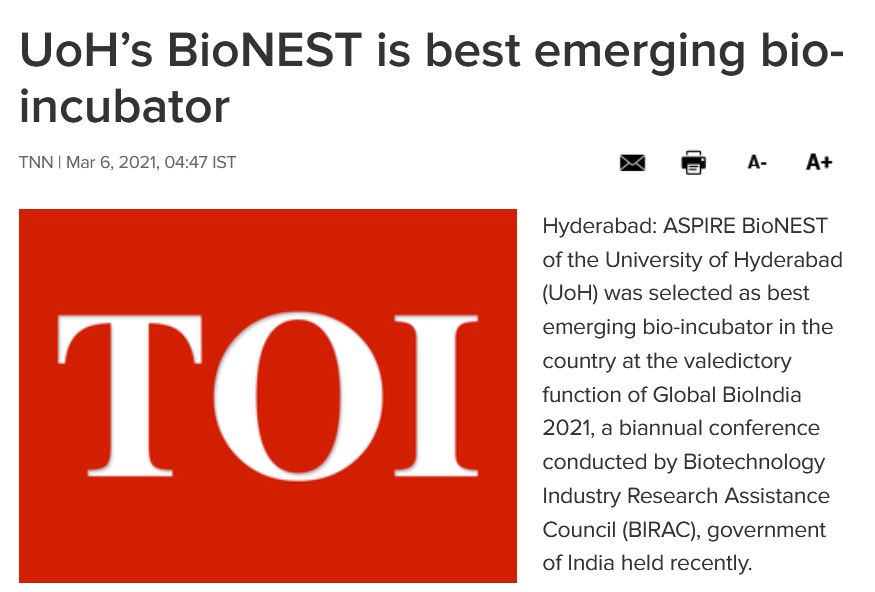 UoH’s BioNEST is best emerging bio-
incubator
TNN | Mar 6, 2021, 04:47 IST
A- A+
TOI
Hyderabad: ASPIRE BioNEST
of the University of Hyderabad
(UoH) was selected as best
emerging bio-incubator in the
country at the valedictory
function of Global BioIndia
2021, a biannual conference
conducted by Biotechnology
Industry Research Assistance
Council (BIRAC), government
of India held recently.